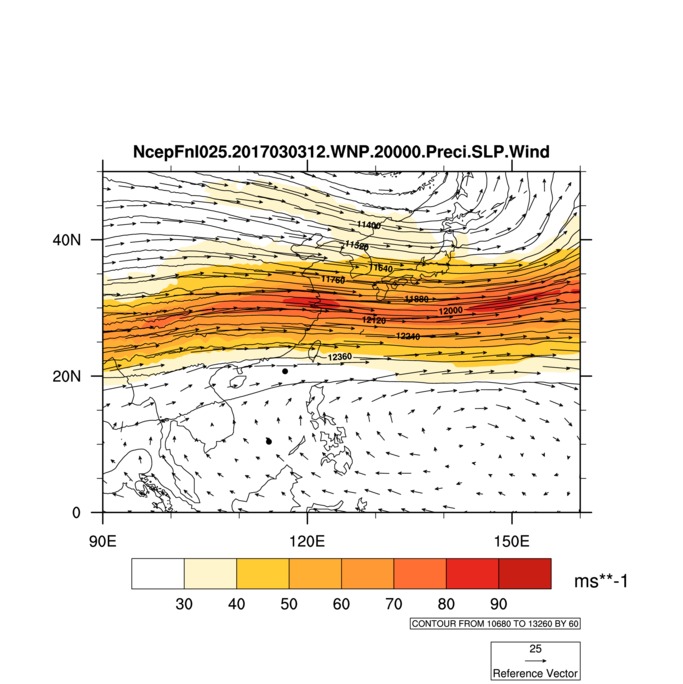 NcepFnl025.2017030312.WNP.20000.Preci.SLP.Wind
11400
11520
40N
11640
11760
11880
12000
12120
12240
12360
20N
0
90E 120E 150E
30 40 50 60 70 80 90
ms**-1
CONTOUR FROM 10680 TO 13260 BY 60
25
Reference Vector